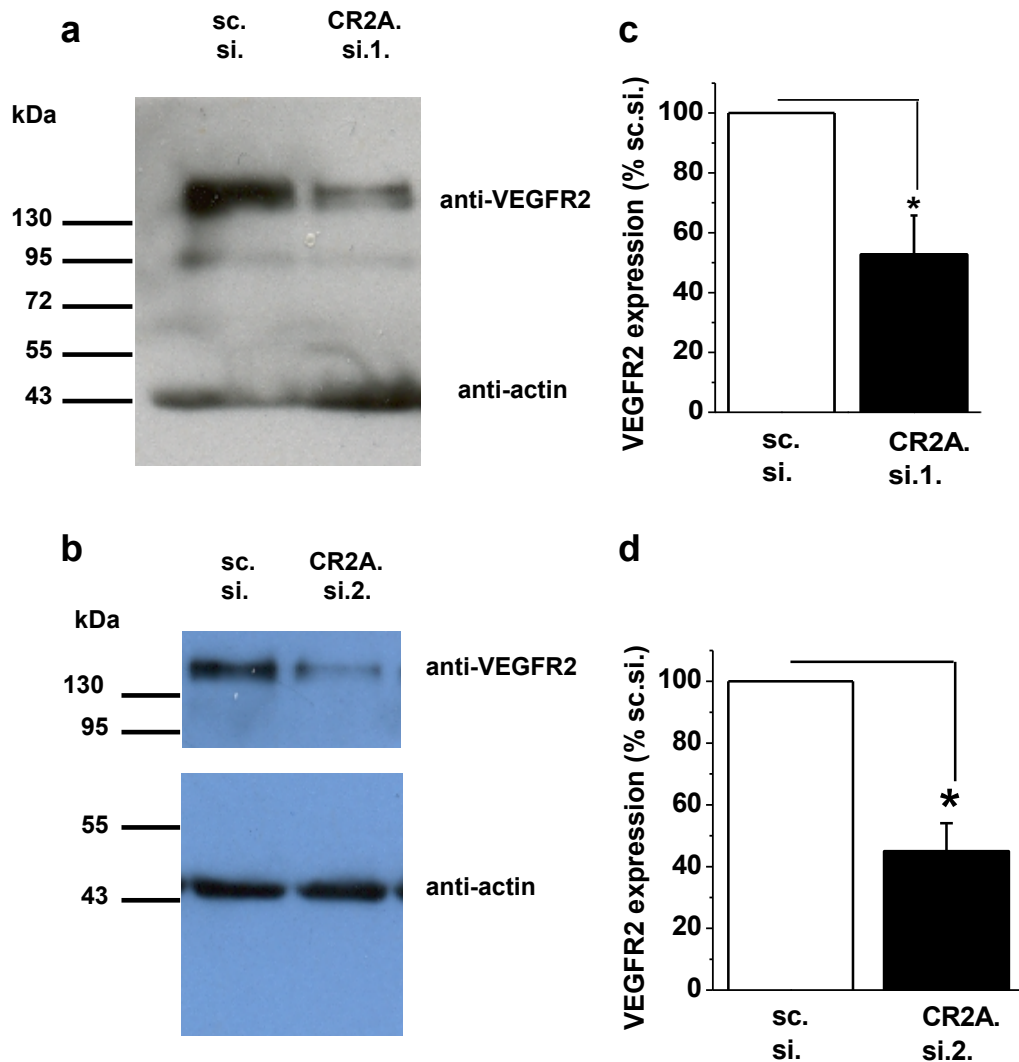 a
sc. CR2A.
si. si.1.
kDa
130
95
72
55
43
anti-VEGFR2
anti-actin
c
VEGFR2 expression (% sc.si.)
100
80
60
40
20
0
*
sc. CR2A.
si. si.1.
b
sc. CR2A.
si. si.2.
kDa
130
95
55
43
anti-VEGFR2
anti-actin
d
VEGFR2 expression (% sc.si.)
100
80
60
40
20
0
*
sc. CR2A.
si. si.2.